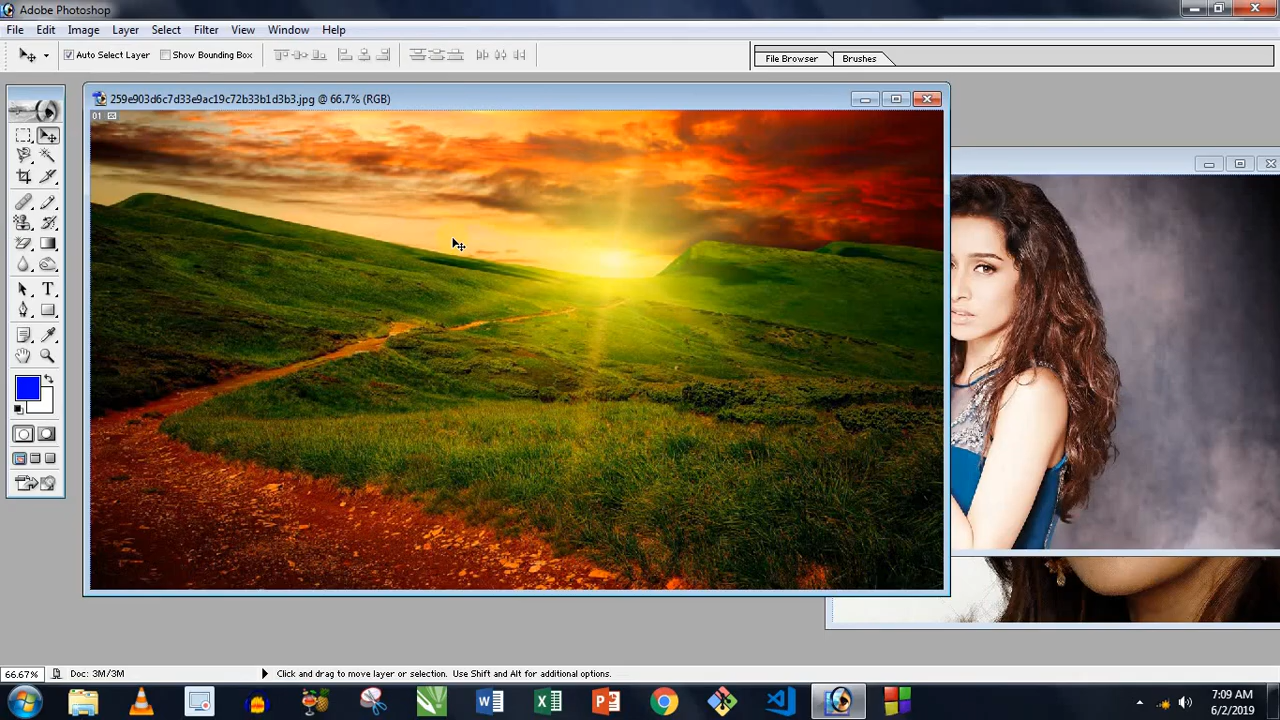 Adobe Photoshop
File Edit Image Layer Select Filter View Window Help
Auto Select Layer Show Bounding Box File Browser Brushes
259e903d6c7d33e9ac19c72b33b1d3b3.jpg @ 66.7% (RGB)
01
T
66.67% Doc: 3M/3M Click and drag to move layer or selection. Use Shift and Alt for additional options.
7:09 AM
6/2/2019